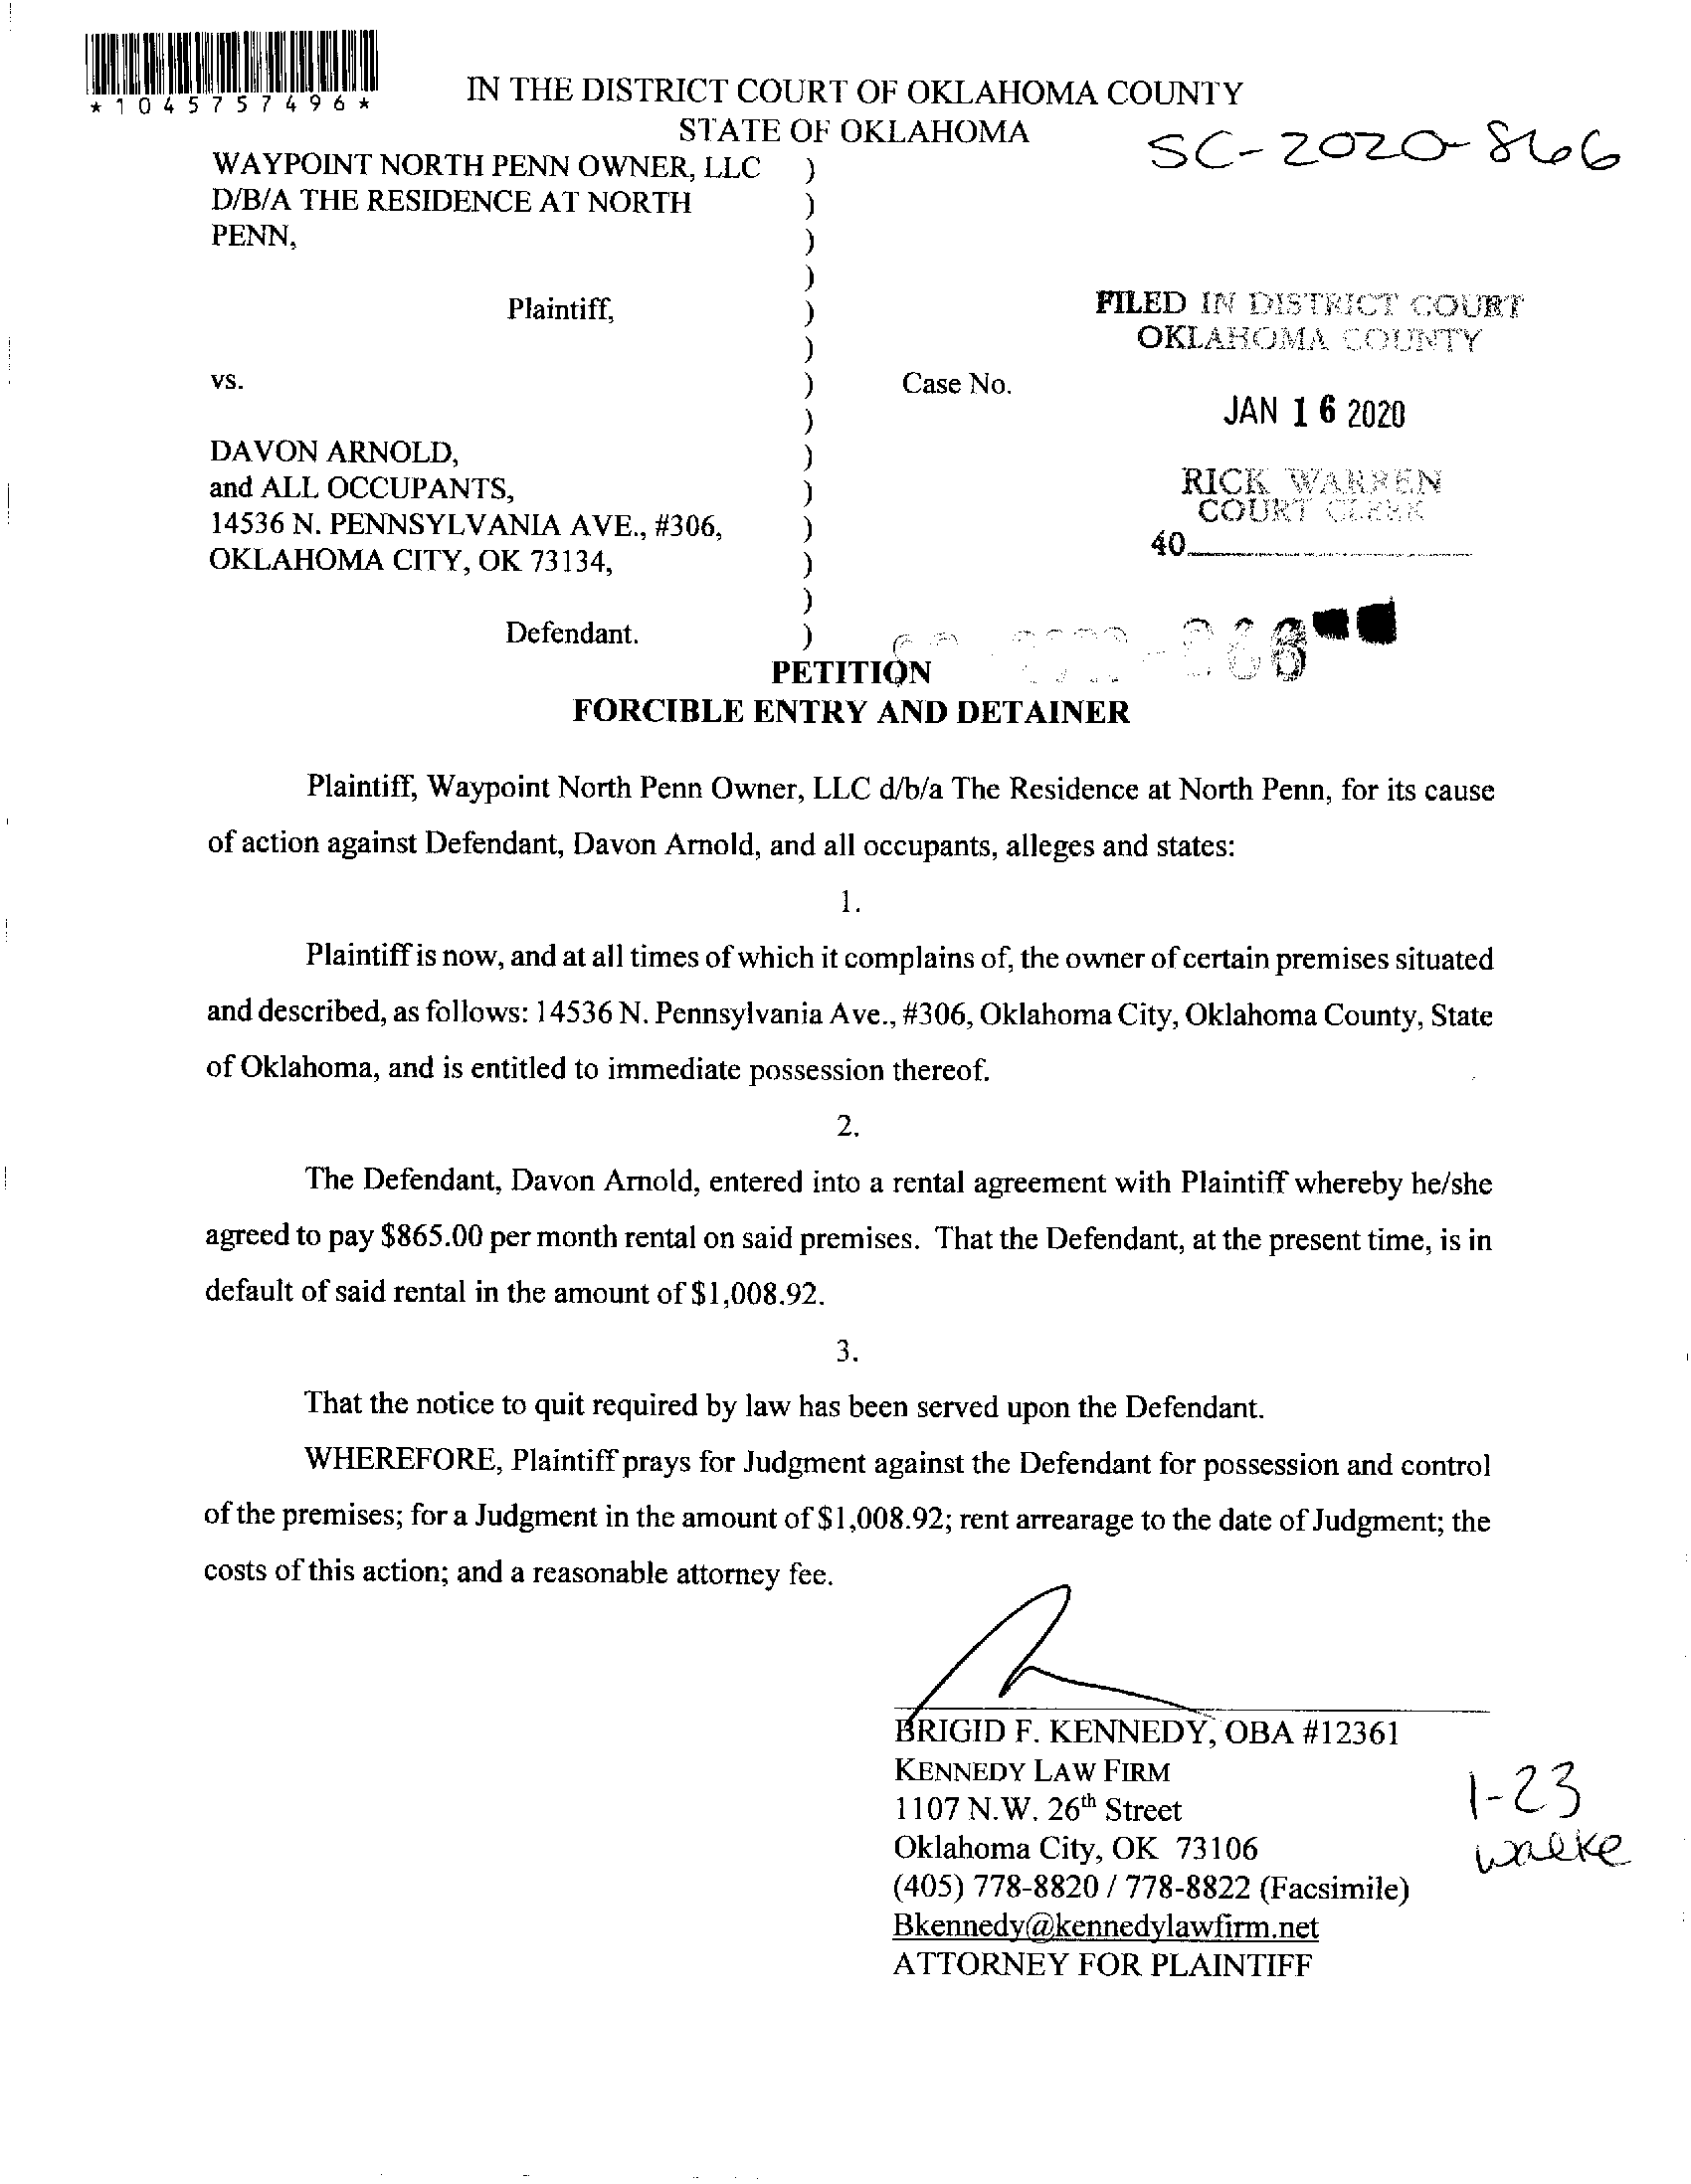 *1045757496*
IN THE DISTRICT COURT OF OKLAHOMA COUNTY
STATE OF OKLAHOMA
SC-2020-866
WAYPOINT NORTH PENN OWNER, LLC )
D/B/A THE RESIDENCE AT NORTH )
PENN, )
)
Plaintiff, )
FILED IN DISTRICT COURT
OKLAHOMA COUNTY
)
vs. ) Case No.
JAN 16 2020
)
DAVON ARNOLD, )
and ALL OCCUPANTS, )
RICK WARREN
COURT CLERK
14536 N. PENNSYLVANIA AVE., #306, )
40
OKLAHOMA CITY, OK 73134, )
)
Defendant. )
PETITION
FORCIBLE ENTRY AND DETAINER
Plaintiff, Waypoint North Penn Owner, LLC d/b/a The Residence at North Penn, for its cause
of action against Defendant, Davon Arnold, and all occupants, alleges and states:
1.
Plaintiff is now, and at all times of which it complains of, the owner of certain premises situated
and described, as follows: 14536 N. Pennsylvania Ave., #306, Oklahoma City, Oklahoma County, State
of Oklahoma, and is entitled to immediate possession thereof.
2.
The Defendant, Davon Arnold, entered into a rental agreement with Plaintiff whereby he/she
agreed to pay $865.00 per month rental on said premises. That the Defendant, at the present time, is in
default of said rental in the amount of $1,008.92.
3.
That the notice to quit required by law has been served upon the Defendant.
WHEREFORE, Plaintiff prays for Judgment against the Defendant for possession and control
of the premises; for a Judgment in the amount of $1,008.92; rent arrearage to the date of Judgment; the
costs of this action; and a reasonable attorney fee.
BRIGID F. KENNEDY, OBA #12361
KENNEDY LAW FIRM
1107 N.W. 26th Street
Oklahoma City, OK 73106
(405) 778-8820 / 778-8822 (Facsimile)
Bkennedy@kennedylawfirm.net
ATTORNEY FOR PLAINTIFF
1-23
walke